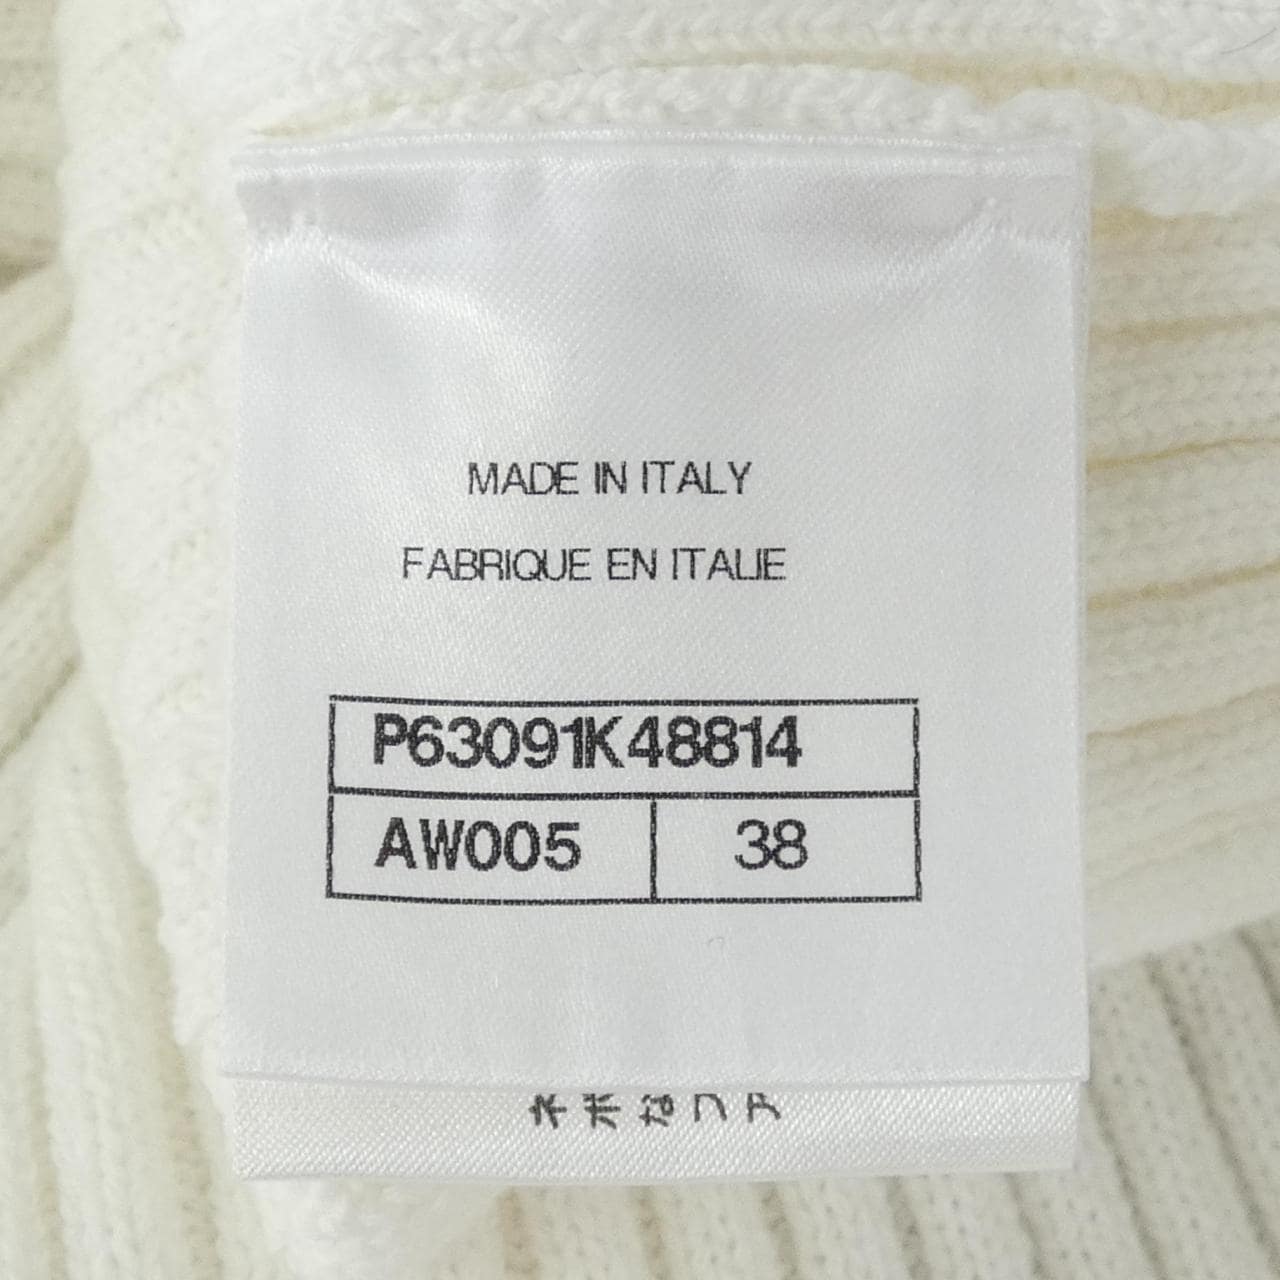 MADE IN ITALY
FABRIQUE EN ITALIE
P63091K48814
AW005 38